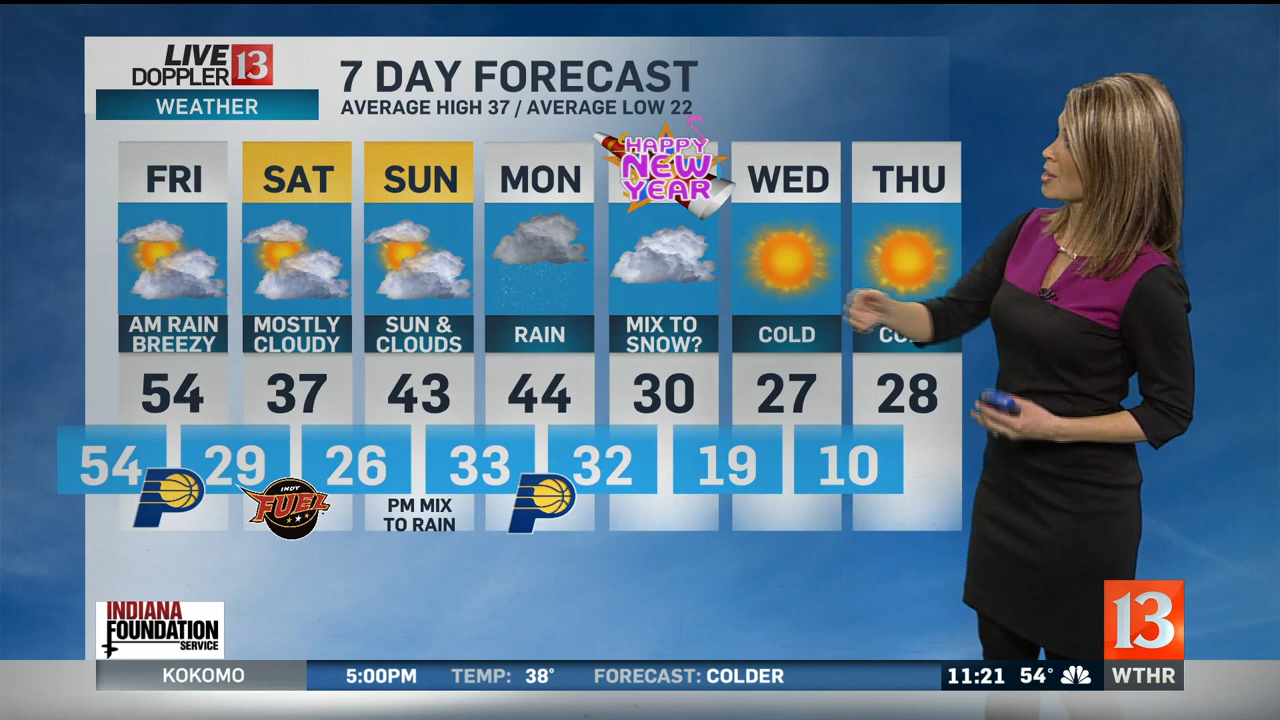 LIVE
DOPPLER 13
WEATHER
7 DAY FORECAST
AVERAGE HIGH 37 / AVERAGE LOW 22
FRI
SAT
SUN
MON
HAPPY
NEW
YEAR
WED
THU
AM RAIN
BREEZY
MOSTLY
CLOUDY
SUN &
CLOUDS
RAIN
MIX TO
SNOW?
COLD
54
37
43
44
30
27
28
54
29
26
33
32
19
10
INDY
FUEL
PM MIX
TO RAIN
INDIANA
FOUNDATION
SERVICE
13
KOKOMO
5:00PM TEMP: 38° FORECAST: COLDER
11:21 54°
WTHR